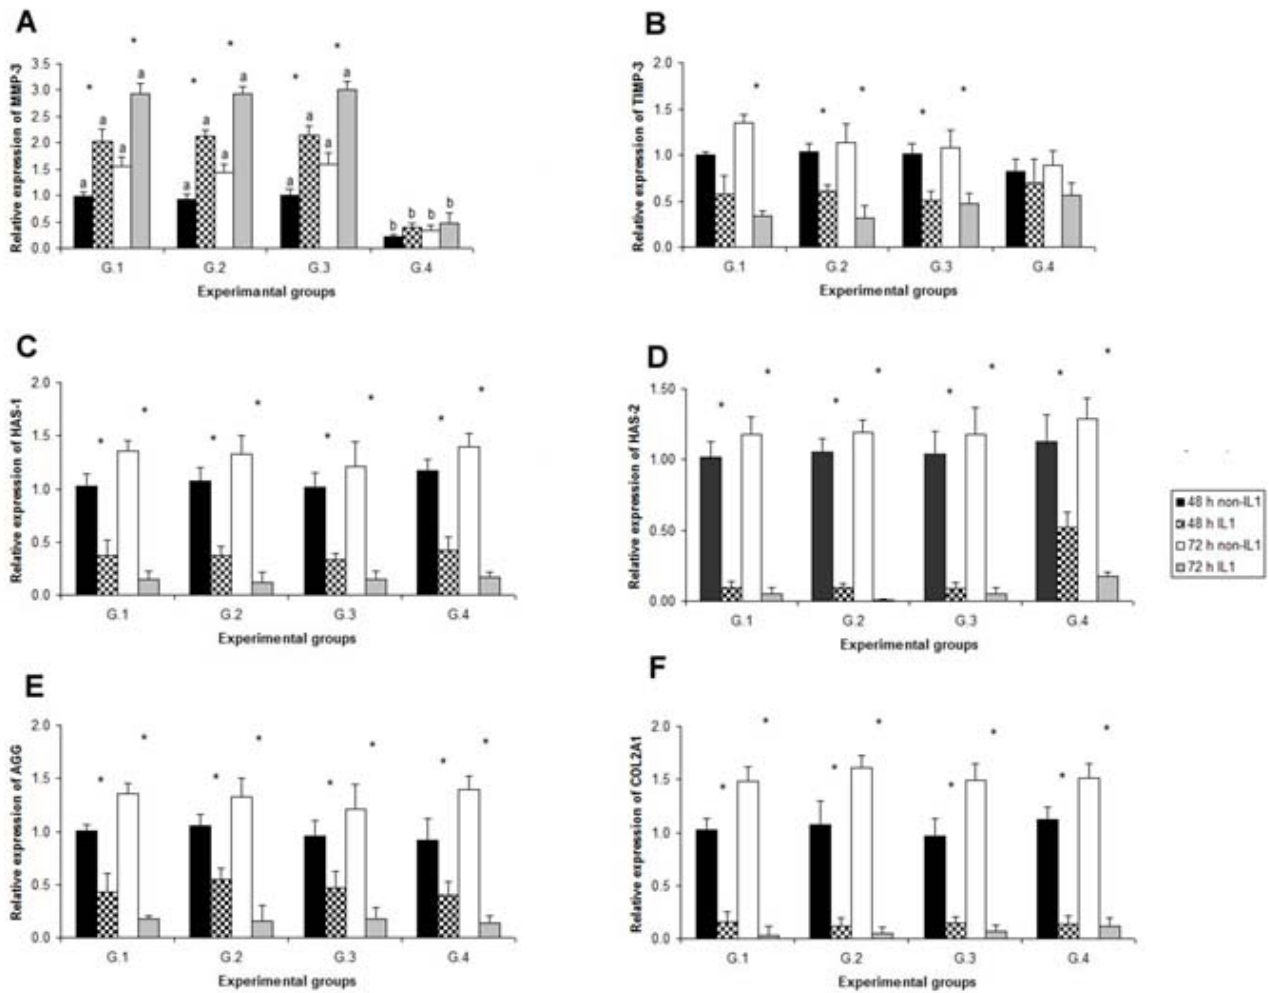 A
* * * * * *
Relative expression of MMP-3
3.5
3.0
2.5
2.0
1.5
1.0
0.5
0.0
a a a a a a a a a a a a b b b b
G.1 G.2 G.3 G.4
Experimantal groups
B
* * * * *
Relative expression of TIMP-3
2.0
1.5
1.0
0.5
0.0
G.1 G.2 G.3 G.4
Experimental groups
C
* * * * * * * *
Relative expression of HAS-1
2.0
1.5
1.0
0.5
0.0
G.1 G.2 G.3 G.4
Experimental groups
D
* * * * * * * *
Relative expression of HAS-2
1.50
1.00
0.50
0.00
G.1 G.2 G.3 G.4
Experimental groups
48 h non-IL1
48 h IL1
72 h non-IL1
72 h IL1
E
* * * * * * * *
Relative expression of AGG
2.0
1.5
1.0
0.5
0.0
G.1 G.2 G.3 G.4
Experimental groups
F
* * * * * * * *
Relative expression of COL2A1
2.0
1.5
1.0
0.5
0.0
G.1 G.2 G.3 G.4
Experimental groups